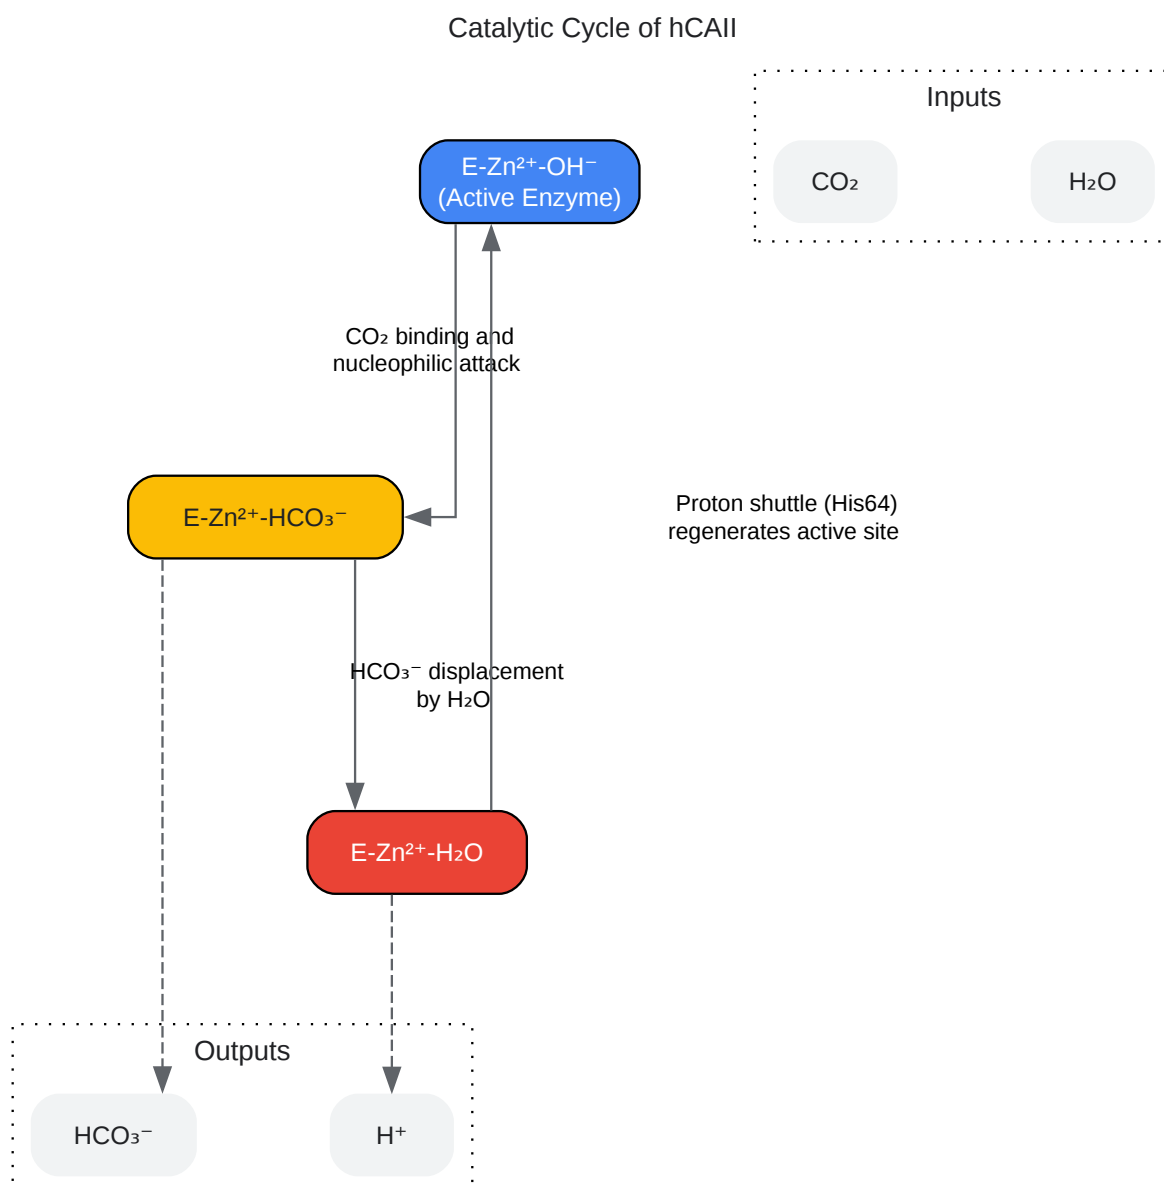 Catalytic Cycle of hCAII
Inputs
E-Zn²⁺-OH⁻
(Active Enzyme)
CO₂
H₂O
CO₂ binding and
nucleophilic attack
E-Zn²⁺-HCO₃⁻
Proton shuttle (His64)
regenerates active site
HCO₃⁻ displacement
by H₂O
E-Zn²⁺-H₂O
Outputs
HCO₃⁻
H⁺